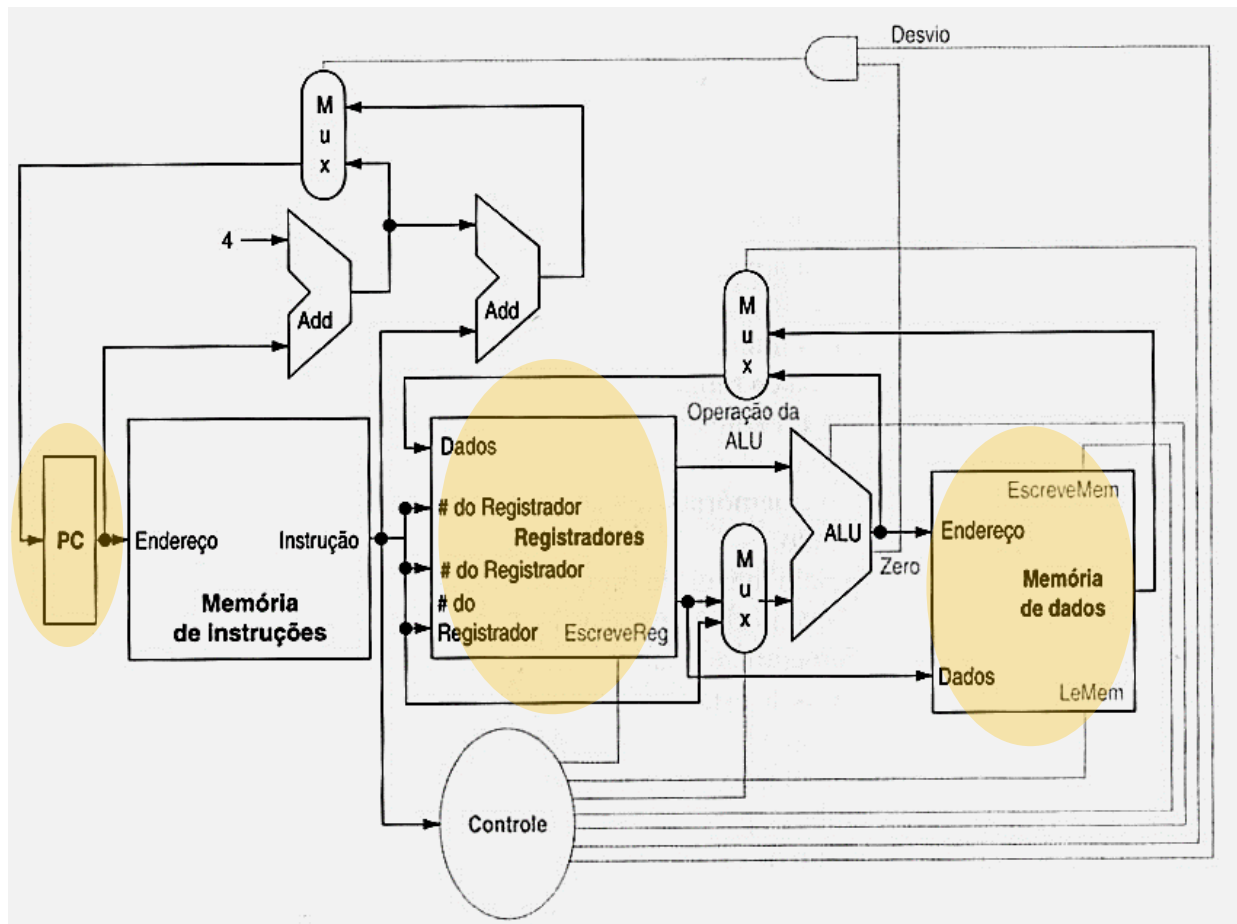 Desvio
M
u
x
4
Add
Add
M
u
x
Operação da
ALU
Dados
# do Registrador
Registradores
# do Registrador
# do
Registrador
EscreveReg
PC
Endereço
Instrução
Memória
de instruções
M
u
x
ALU
Zero
EscreveMem
Endereço
Memória
de dados
Dados
LeMem
Controle